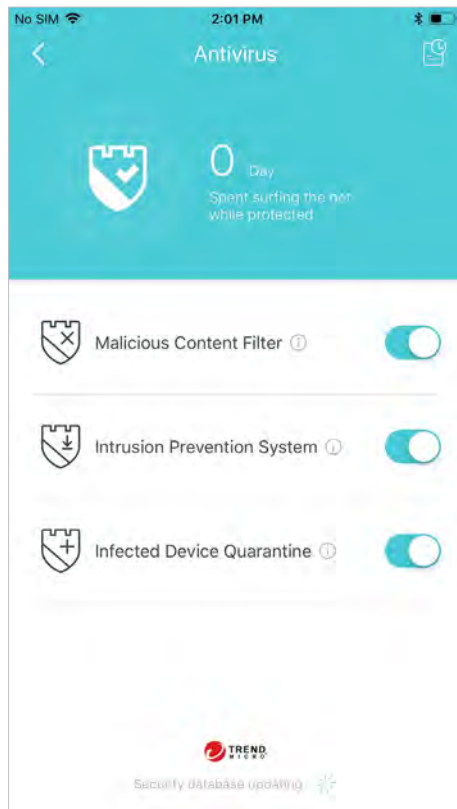 No SIM 2:01 PM
Antivirus
0 Day
Spent surfing the net
while protected
Malicious Content Filter
Intrusion Prevention System
Infected Device Quarantine
TREND
MICRO
Security database updating